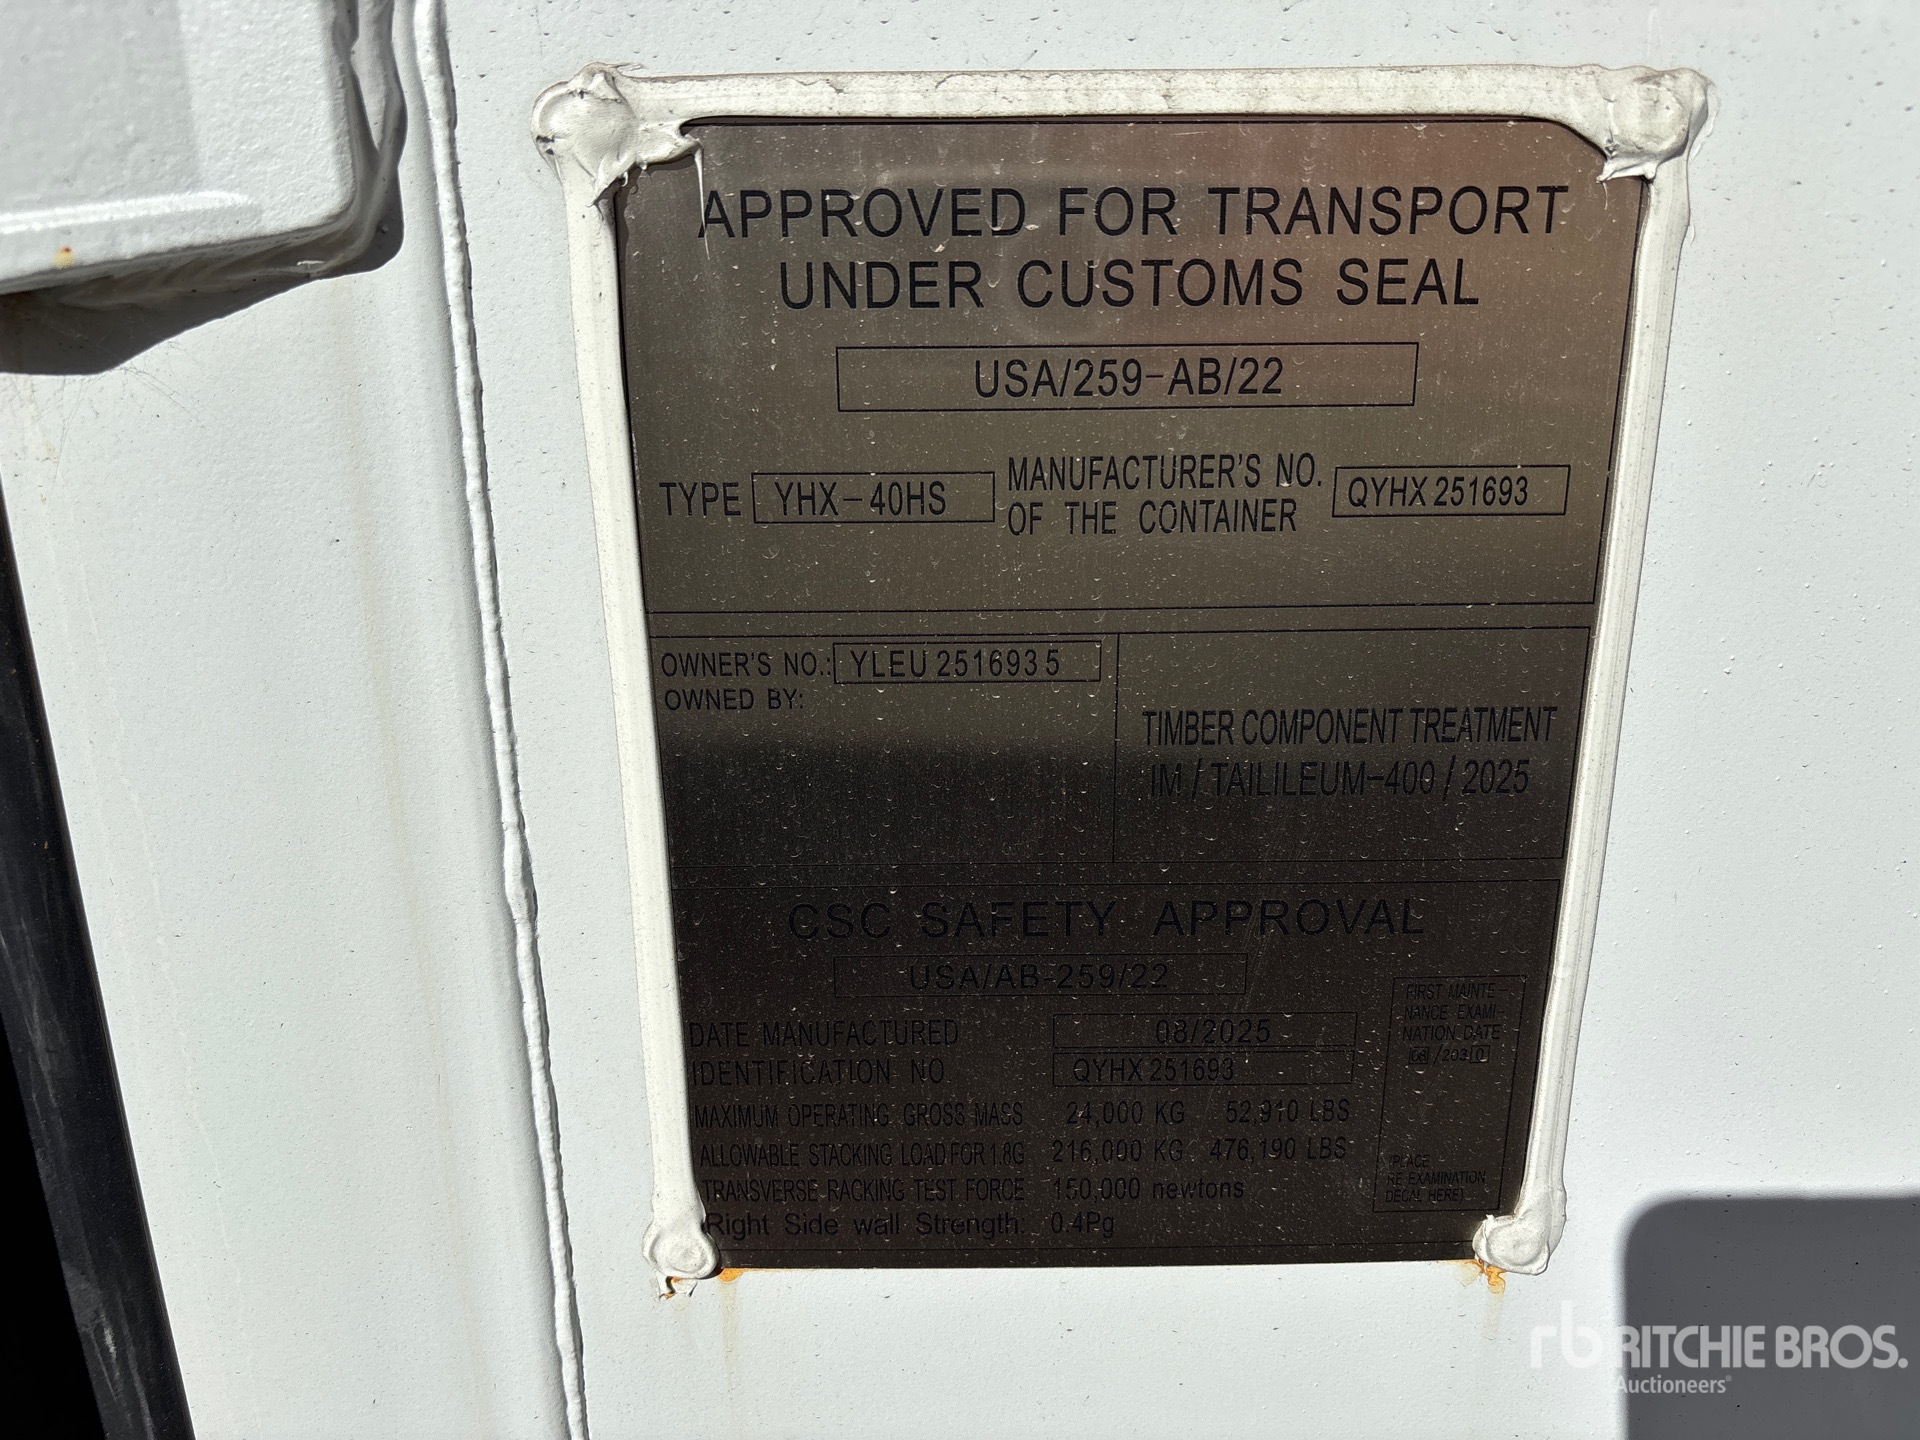 APPROVED FOR TRANSPORT
UNDER CUSTOMS SEAL
USA/259-AB/22
TYPE YHX-40HS MANUFACTURER'S NO. OF THE CONTAINER QYHX 251693
OWNER'S NO.: YLEU 251693 5
OWNED BY:
TIMBER COMPONENT TREATMENT
IM / TAILILEUM-400 / 2025
CSC SAFETY APPROVAL
USA/AB-259/22
DATE MANUFACTURED 08/2025
IDENTIFICATION NO QYHX 251693
MAXIMUM OPERATING GROSS MASS 24,000 KG 52,910 LBS
ALLOWABLE STACKING LOAD FOR 1.8G 216,000 KG 476,190 LBS
TRANSVERSE RACKING TEST FORCE 150,000 newtons
Right Side wall Strength: 0.4Pg
FIRST MAINTE-
NANCE EXAMI-
NATION DATE
/2030
(PLACE
RE EXAMINATION
DECAL HERE)
rb RITCHIE BROS.
Auctioneers